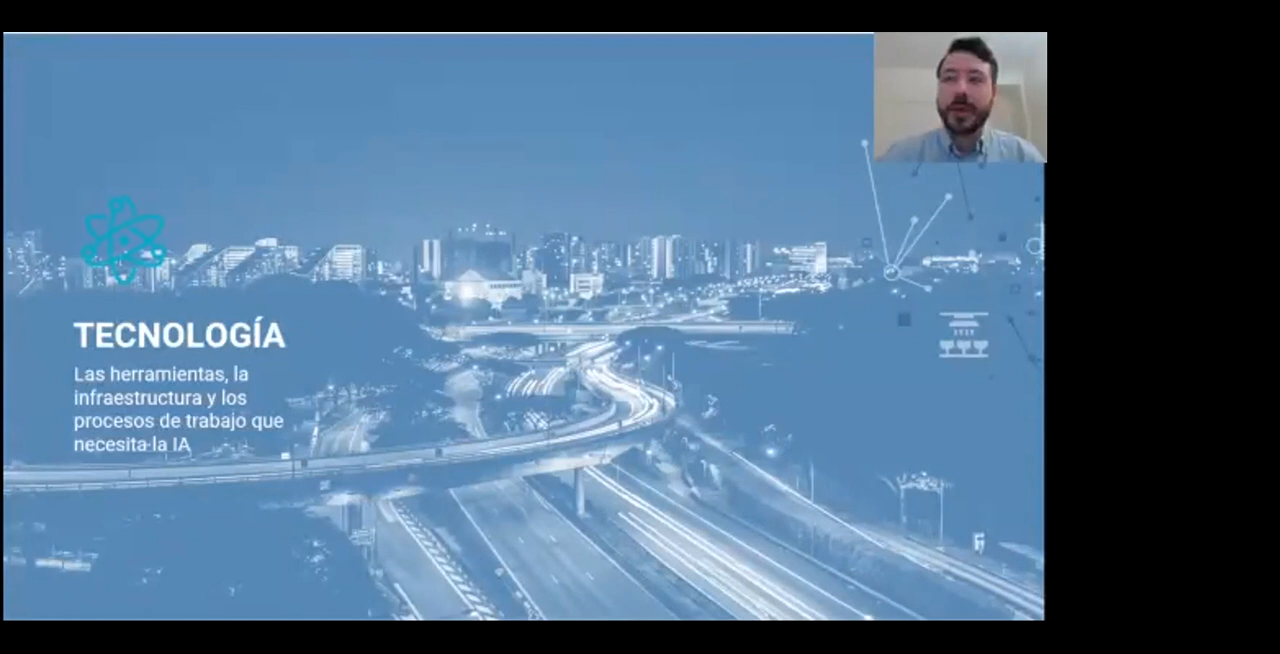 TECNOLOGÍA
Las herramientas, la
infraestructura y los
procesos de trabajo que
necesita la IA